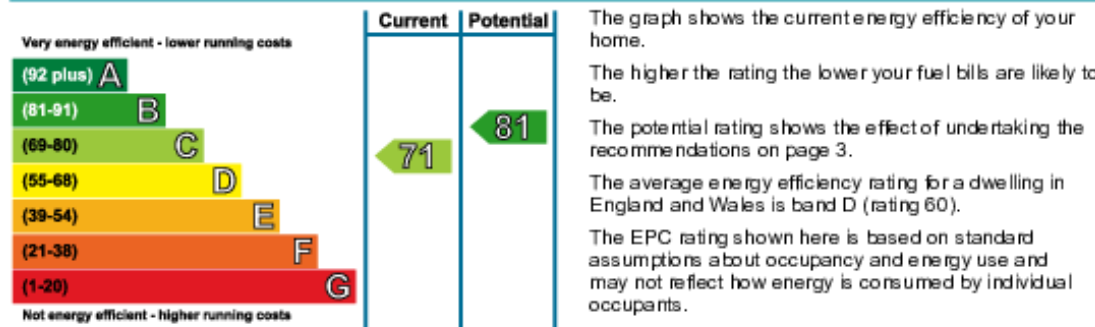 Current Potential
Very energy efficient - lower running costs
(92 plus) A
(81-91) B
(69-80) C
(55-68) D
(39-54) E
(21-38) F
(1-20) G
Not energy efficient - higher running costs
71
81
The graph shows the current energy efficiency of your
home.
The higher the rating the lower your fuel bills are likely to
be.
The potential rating shows the effect of undertaking the
recommendations on page 3.
The average energy efficiency rating for a dwelling in
England and Wales is band D (rating 60).
The EPC rating shown here is based on standard
assumptions about occupancy and energy use and
may not reflect how energy is consumed by individual
occupants.